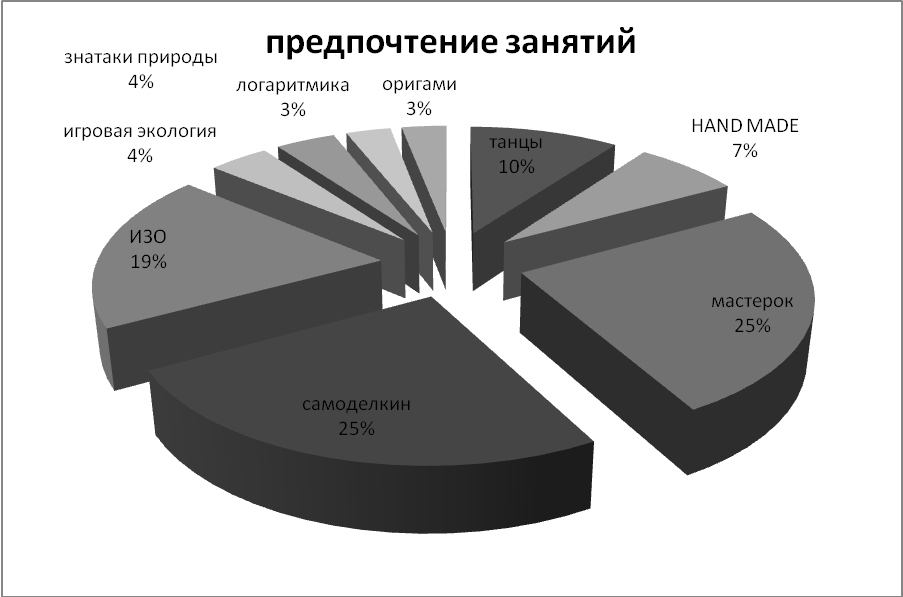 предпочтение занятий
знатаки природы
4%
логаритмика
3%
оригами
3%
игровая экология
4%
танцы
10%
HAND MADE
7%
ИЗО
19%
мастерок
25%
самоделкин
25%